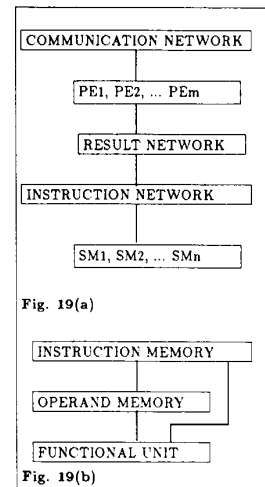 COMMUNICATION NETWORK
PE1, PE2, ... PEm
RESULT NETWORK
INSTRUCTION NETWORK
SM1, SM2, ... SMn
Fig. 19(a)
INSTRUCTION MEMORY
OPERAND MEMORY
FUNCTIONAL UNIT
Fig. 19(b)